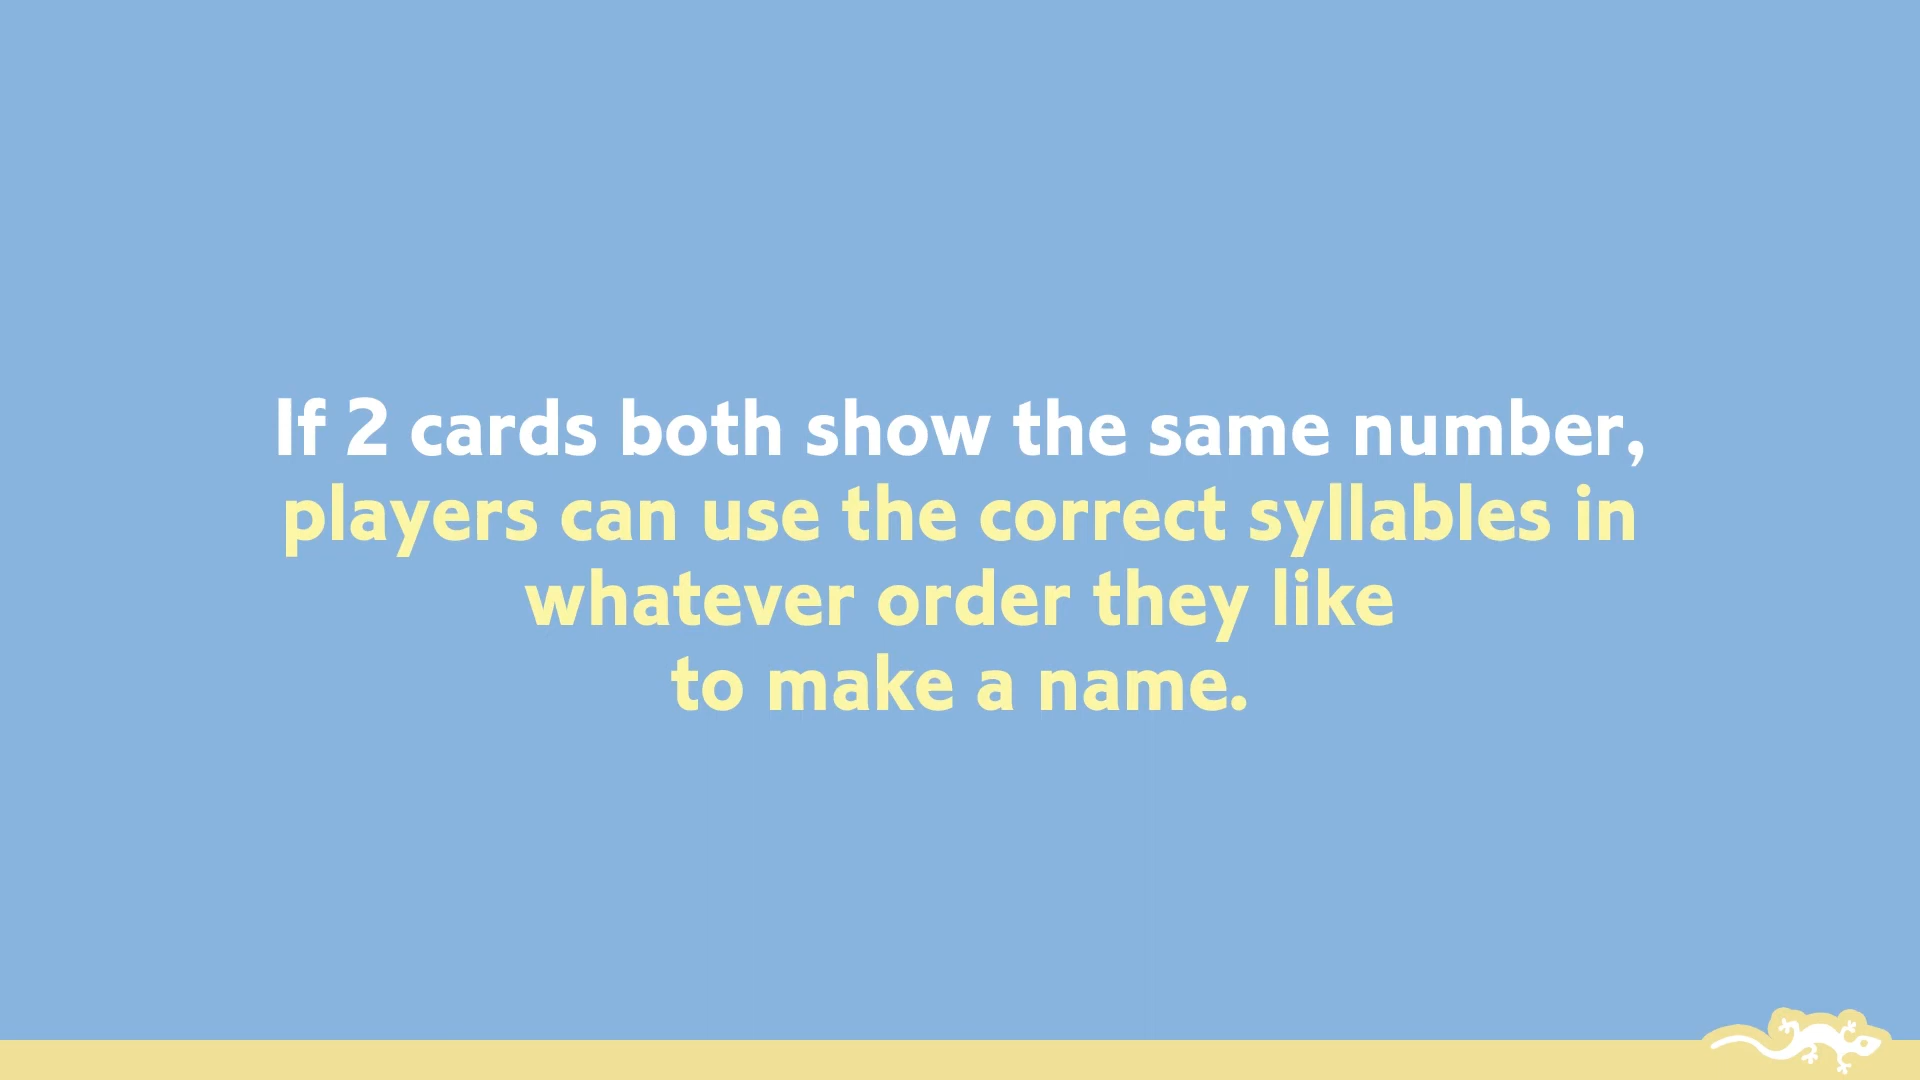 If 2 cards both show the same number,
players can use the correct syllables in
whatever order they like
to make a name.